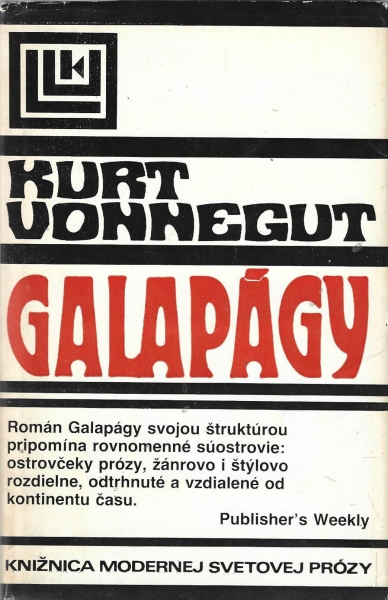 KURT
VONNEGUT
GALAPÁGY
Román Galapágy svojou štruktúrou
pripomína rovnomenné súostrovie:
ostrovčeky prózy, žánrovo i štýlovo
rozdielne, odtrhnuté a vzdialené od
kontinentu času.
Publisher's Weekly
KNIŽNICA MODERNEJ SVETOVEJ PRÓZY